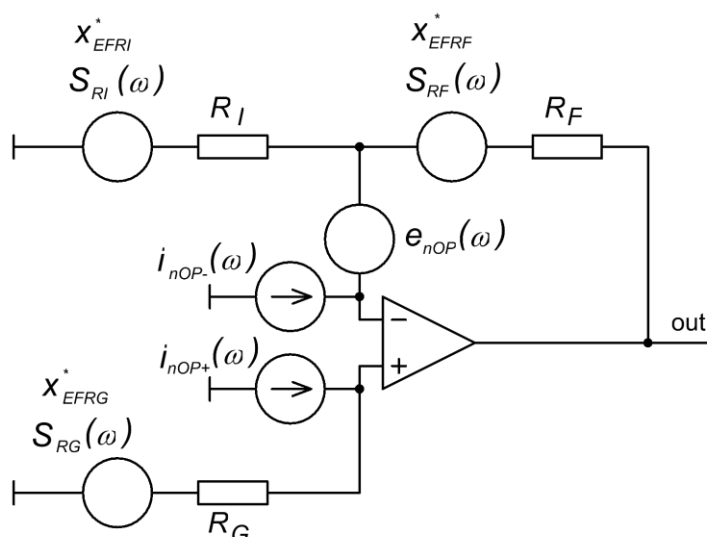 x*EFRI
SRI(ω)
RI
x*EFRF
SRF(ω)
RF
enOP(ω)
inOP-(ω)
−
out
inOP+(ω)
+
x*EFRG
SRG(ω)
RG